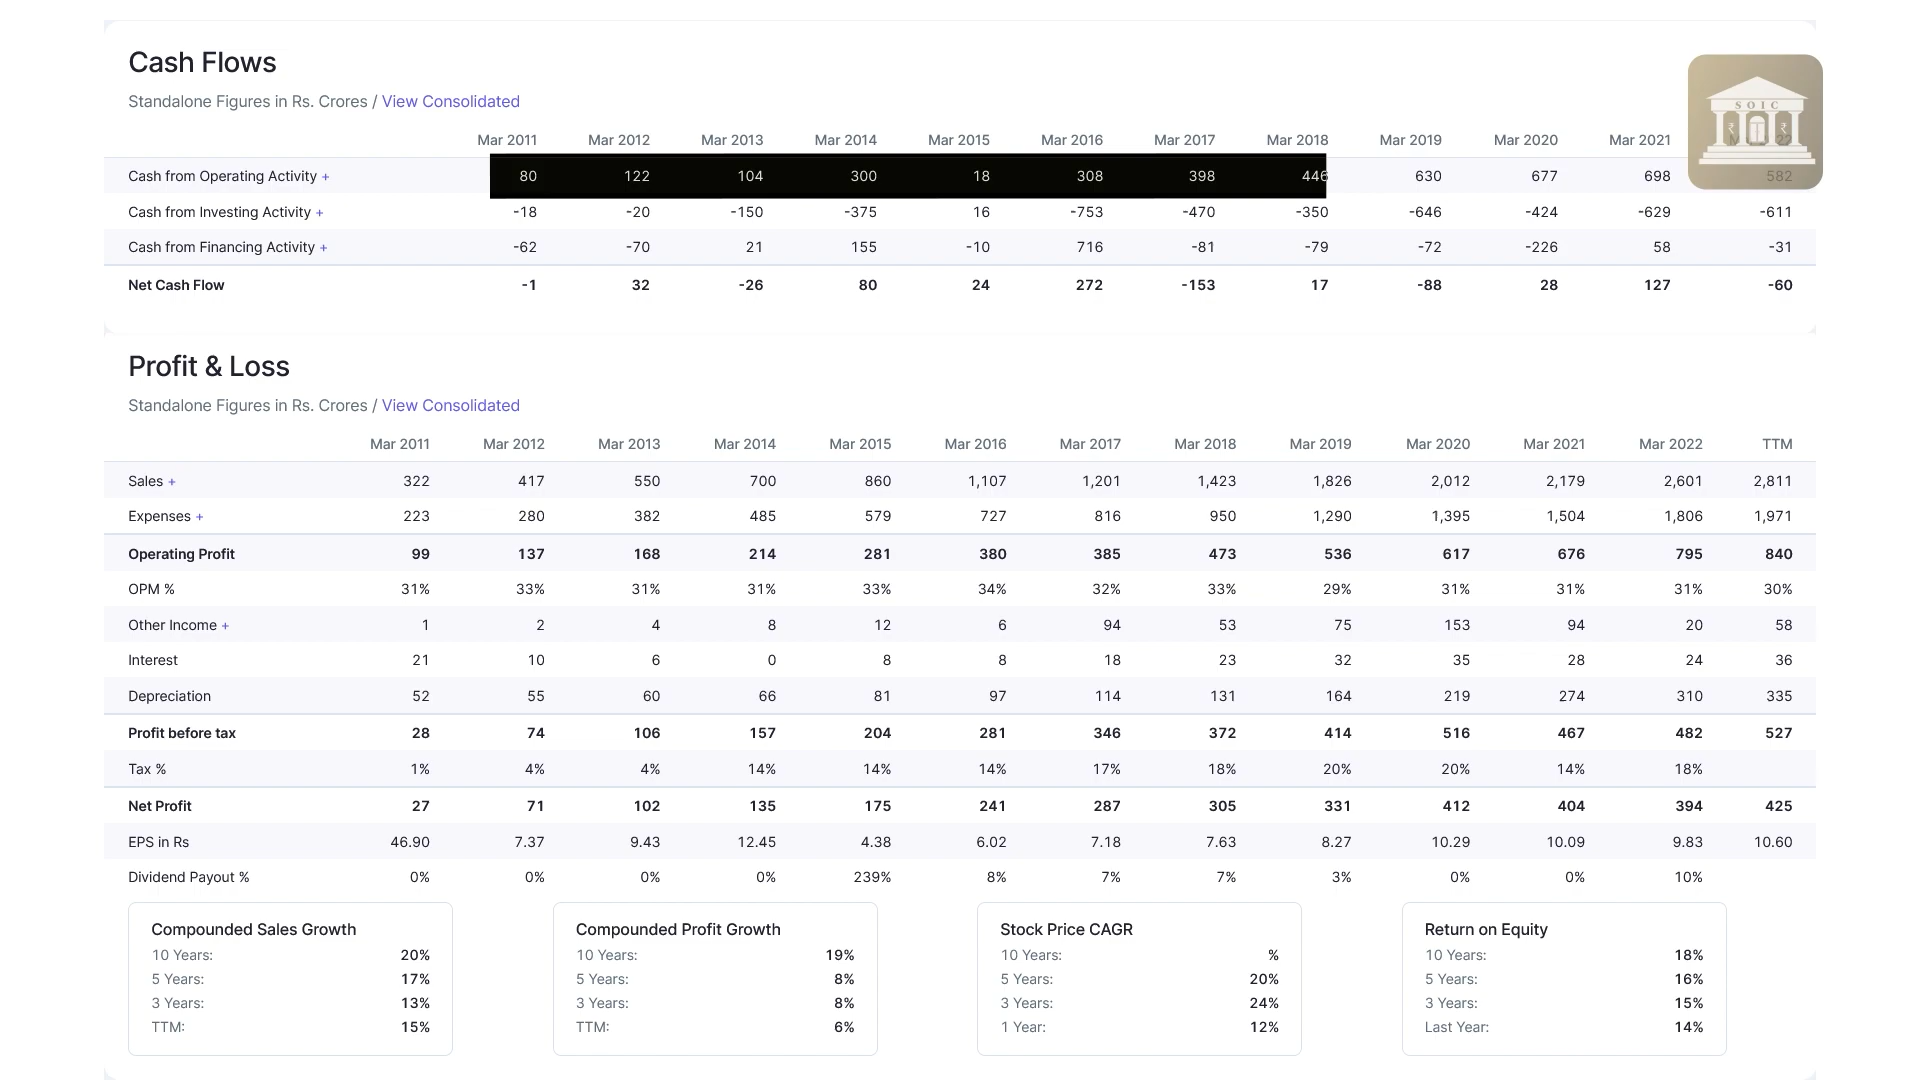 Cash Flows
Standalone Figures in Rs. Crores / View Consolidated
Mar 2011 Mar 2012 Mar 2013 Mar 2014 Mar 2015 Mar 2016 Mar 2017 Mar 2018 Mar 2019 Mar 2020 Mar 2021
SOIC
Cash from Operating Activity + 80 122 104 300 18 308 398 446 630 677 698 582
Cash from Investing Activity + -18 -20 -150 -375 16 -753 -470 -350 -646 -424 -629 -611
Cash from Financing Activity + -62 -70 21 155 -10 716 -81 -79 -72 -226 58 -31
Net Cash Flow -1 32 -26 80 24 272 -153 17 -88 28 127 -60
Profit & Loss
Standalone Figures in Rs. Crores / View Consolidated
Mar 2011 Mar 2012 Mar 2013 Mar 2014 Mar 2015 Mar 2016 Mar 2017 Mar 2018 Mar 2019 Mar 2020 Mar 2021 Mar 2022 TTM
Sales + 322 417 550 700 860 1,107 1,201 1,423 1,826 2,012 2,179 2,601 2,811
Expenses + 223 280 382 485 579 727 816 950 1,290 1,395 1,504 1,806 1,971
Operating Profit 99 137 168 214 281 380 385 473 536 617 676 795 840
OPM % 31% 33% 31% 31% 33% 34% 32% 33% 29% 31% 31% 31% 30%
Other Income + 1 2 4 8 12 6 94 53 75 153 94 20 58
Interest 21 10 6 0 8 8 18 23 32 35 28 24 36
Depreciation 52 55 60 66 81 97 114 131 164 219 274 310 335
Profit before tax 28 74 106 157 204 281 346 372 414 516 467 482 527
Tax % 1% 4% 4% 14% 14% 14% 17% 18% 20% 20% 14% 18%
Net Profit 27 71 102 135 175 241 287 305 331 412 404 394 425
EPS in Rs 46.90 7.37 9.43 12.45 4.38 6.02 7.18 7.63 8.27 10.29 10.09 9.83 10.60
Dividend Payout % 0% 0% 0% 0% 239% 8% 7% 7% 3% 0% 0% 10%
Compounded Sales Growth
10 Years: 20%
5 Years: 17%
3 Years: 13%
TTM: 15%
Compounded Profit Growth
10 Years: 19%
5 Years: 8%
3 Years: 8%
TTM: 6%
Stock Price CAGR
10 Years: %
5 Years: 20%
3 Years: 24%
1 Year: 12%
Return on Equity
10 Years: 18%
5 Years: 16%
3 Years: 15%
Last Year: 14%